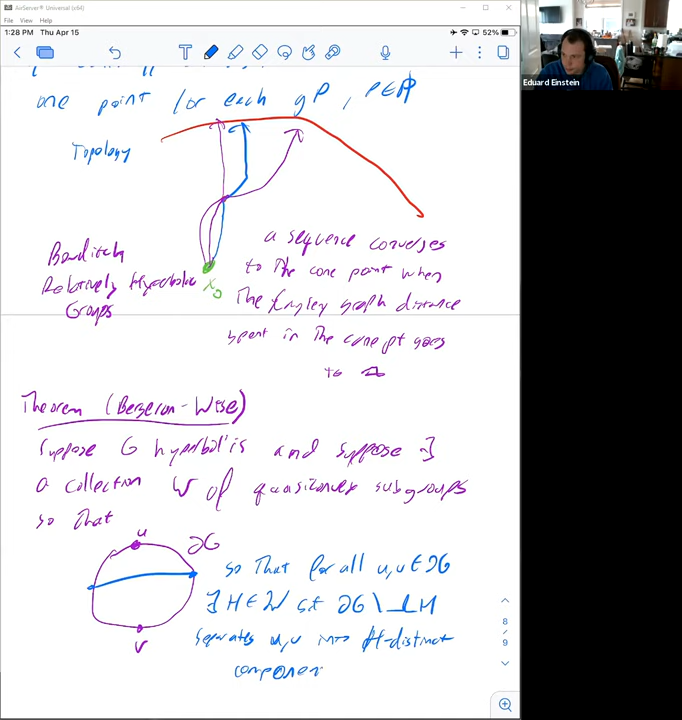 AirServer® Universal (x64)
File View Help
1:28 PM Thu Apr 15
52%
Eduard Einstein
one point for each gP, P∈ℙ
Topology
x₀
Relatively Hyperbolic
Groups
a sequence converges
to the cone point when
The Cayley graph distance
spent in the cone pt goes
to ∞
Theorem (Bergeron-Wise)
Suppose G hyperbolic and suppose ∃
a collection W of quasiconvex subgroups
so that
u
∂G
v
so that for all u,v ∈ ∂G
∃ H ∈ W st ∂G \ ΛH
separates u,v into H-distinct
componen
8
9